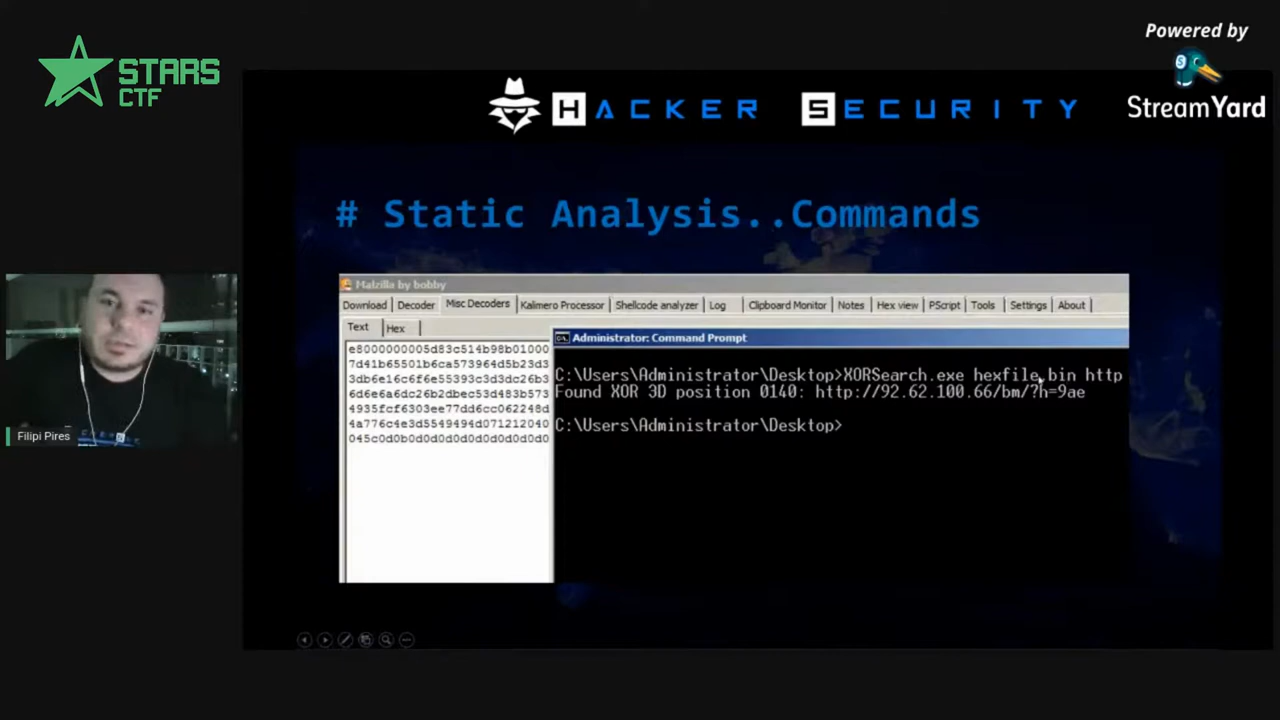 Powered by
StreamYard
STARS
CTF
HACKER SECURITY
# Static Analysis..Commands
Malzilla by bobby
Download Decoder Misc Decoders Kalimero Processor Shellcode analyzer Log Clipboard Monitor Notes Hex view PScript Tools Settings About
Text Hex
Administrator: Command Prompt
e8000000005d83c514b98b01000
7d41b65501b6ca573964d5b23d3
3db6e16c6f6e55393c3d3dc26b3
6d6e6a6dc26b2dbec53d483b573
4935fcf6303ee77dd6cc062248d
4a776c4e3d5549494d071212040
045c0d0b0d0d0d0d0d0d0d0d0d0
C:\Users\Administrator\Desktop>XORSearch.exe hexfile.bin http
Found XOR 3D position 0140: http://92.62.100.66/bm/?h=9ae
C:\Users\Administrator\Desktop>
Filipi Pires